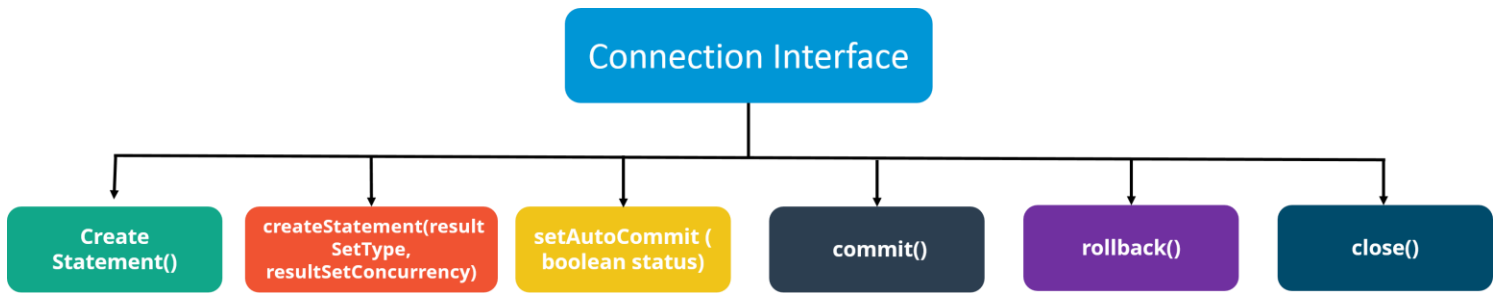 Connection Interface
Create
Statement()
createStatement(result
SetType,
resultSetConcurrency)
setAutoCommit (
boolean status)
commit()
rollback()
close()